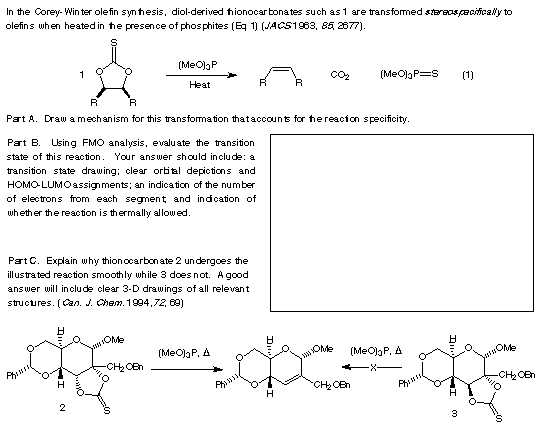 In the Corey-Winter olefin synthesis, diol-derived thionocarbonates such as 1 are transformed stereospecifically to
olefins when heated in the presence of phosphites (Eq 1) (JACS 1963, 85, 2677).
S
1 O O (MeO)3P CO2 (MeO)3P=S (1)
R R Heat R R
Part A. Draw a mechanism for this transformation that accounts for the reaction specificity.
Part B. Using FMO analysis, evaluate the transition
state of this reaction. Your answer should include: a
transition state drawing; clear orbital depictions and
HOMO-LUMO assignments; an indication of the number
of electrons from each segment; and indication of
whether the reaction is thermally allowed.
Part C. Explain why thionocarbonate 2 undergoes the
illustrated reaction smoothly while 3 does not. A good
answer will include clear 3-D drawings of all relevant
structures. (Can. J. Chem. 1994, 72, 69)
H H H
O O OMe (MeO)3P, Δ O O OMe (MeO)3P, Δ O O OMe
Ph O CH2OBn Ph O CH2OBn X Ph O CH2OBn
H O O H H O O
2 S 3 S